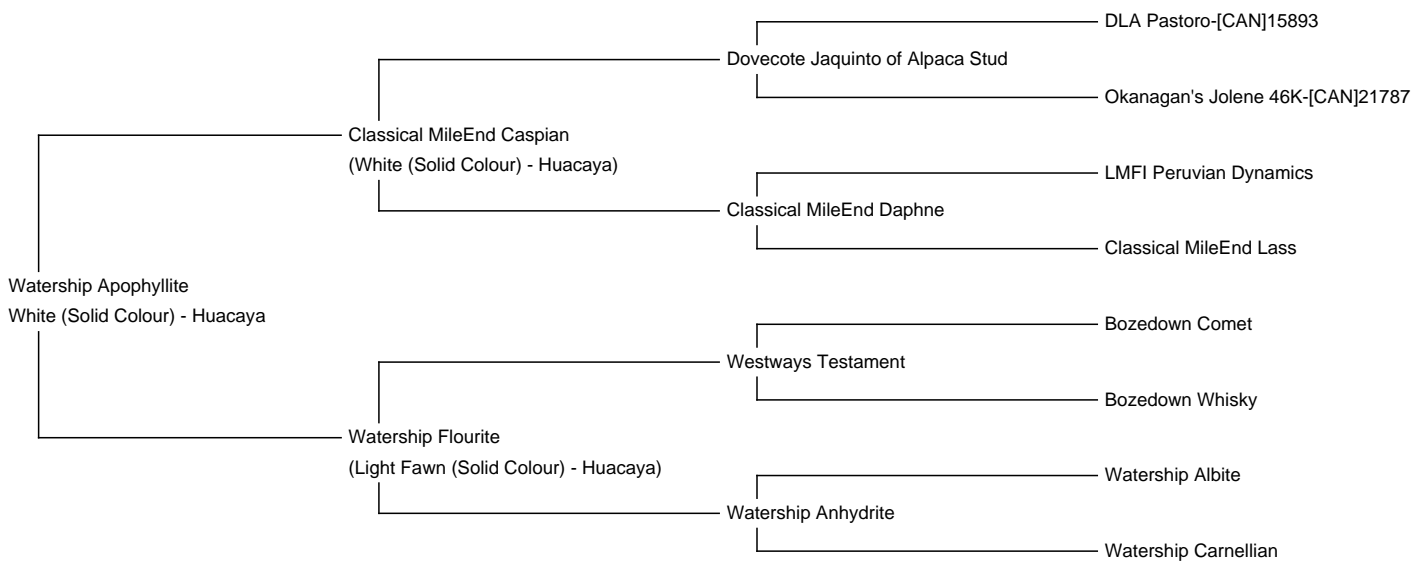 DLA Pastoro-[CAN]15893
Dovecote Jaquinto of Alpaca Stud
Okanagan's Jolene 46K-[CAN]21787
Classical MileEnd Caspian
(White (Solid Colour) - Huacaya)
LMFI Peruvian Dynamics
Classical MileEnd Daphne
Classical MileEnd Lass
Watership Apophyllite
White (Solid Colour) - Huacaya
Bozedown Comet
Westways Testament
Bozedown Whisky
Watership Flourite
(Light Fawn (Solid Colour) - Huacaya)
Watership Albite
Watership Anhydrite
Watership Carnellian